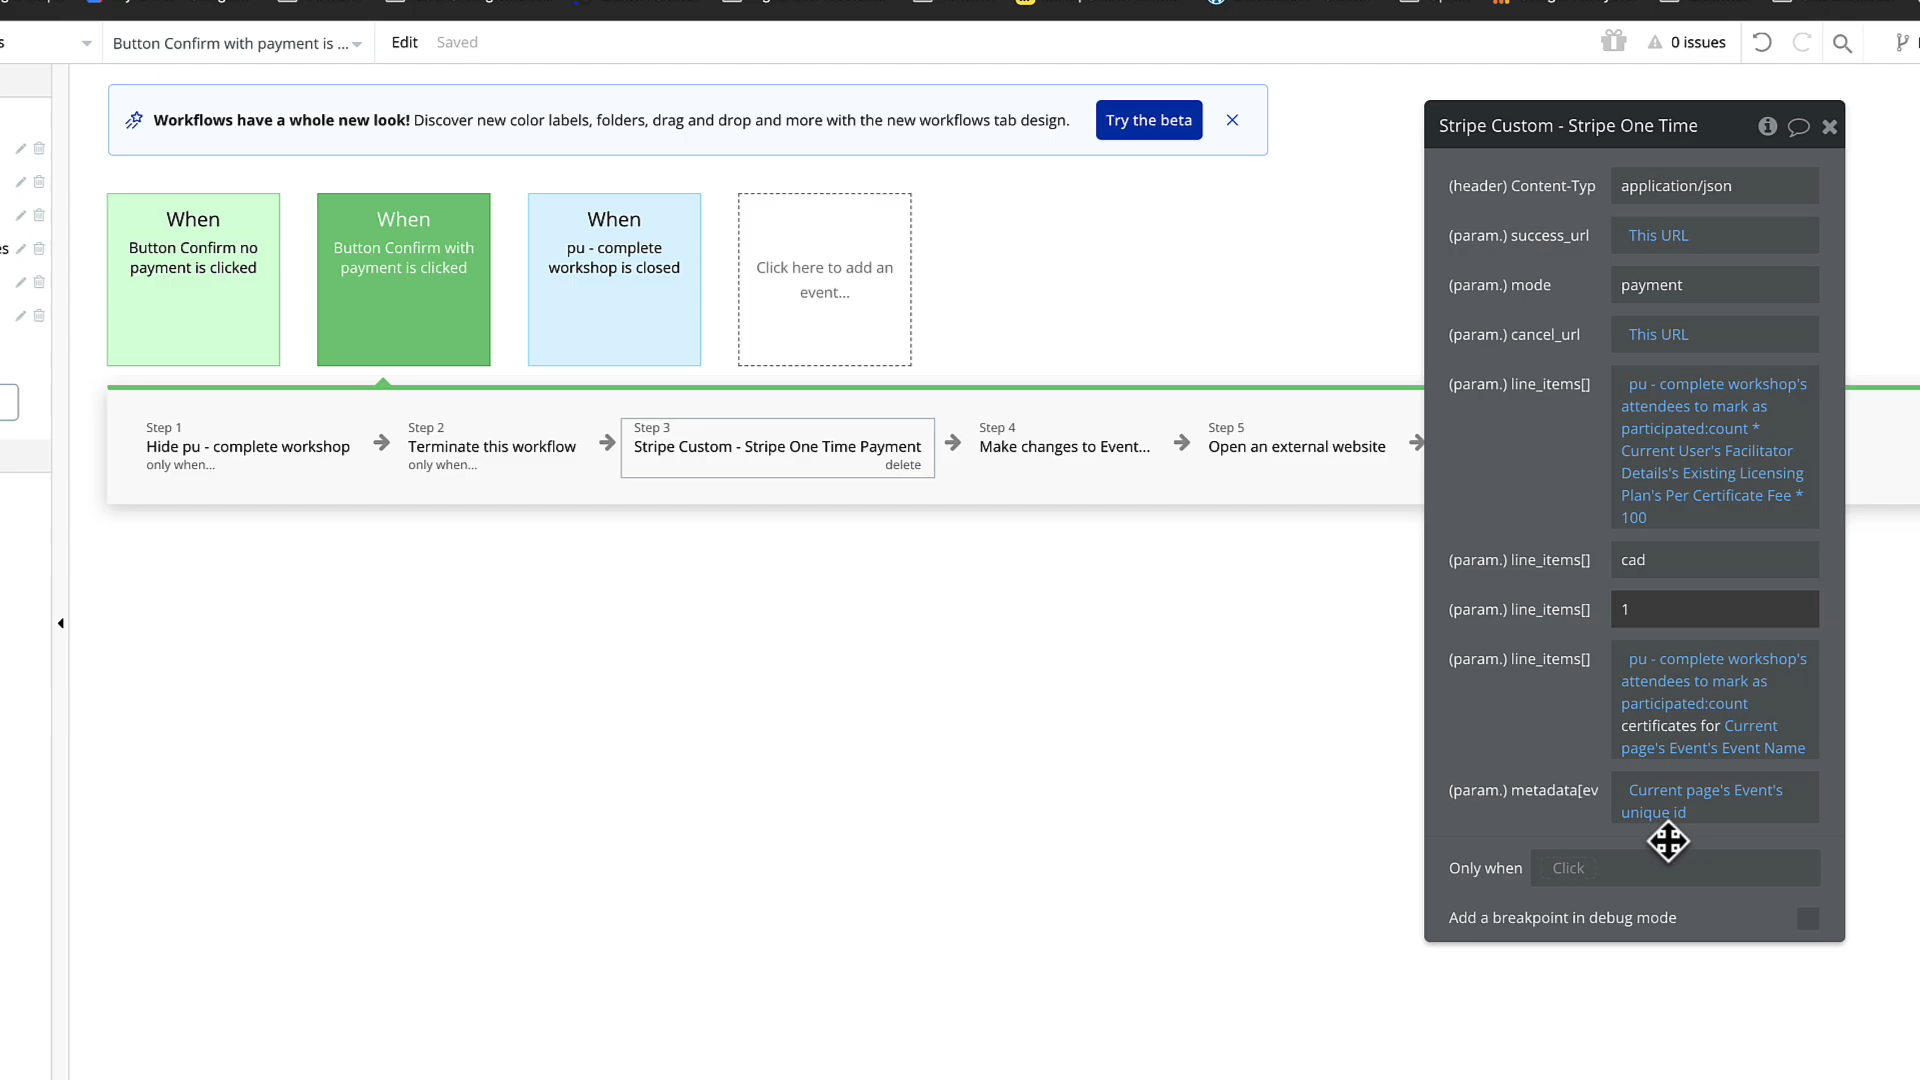 s
Button Confirm with payment is ...
Edit
Saved
0 issues
Workflows have a whole new look! Discover new color labels, folders, drag and drop and more with the new workflows tab design.
Try the beta
When
Button Confirm no
payment is clicked
When
Button Confirm with
payment is clicked
When
pu - complete
workshop is closed
Click here to add an
event...
es
Step 1
Hide pu - complete workshop
only when...
Step 2
Terminate this workflow
only when...
Step 3
Stripe Custom - Stripe One Time Payment
delete
Step 4
Make changes to Event...
Step 5
Open an external website
Stripe Custom - Stripe One Time
(header) Content-Typ
application/json
(param.) success_url
This URL
(param.) mode
payment
(param.) cancel_url
This URL
(param.) line_items[]
pu - complete workshop's
attendees to mark as
participated:count *
Current User's Facilitator
Details's Existing Licensing
Plan's Per Certificate Fee *
100
(param.) line_items[]
cad
(param.) line_items[]
1
(param.) line_items[]
pu - complete workshop's
attendees to mark as
participated:count
certificates for Current
page's Event's Event Name
(param.) metadata[ev
Current page's Event's
unique id
Only when
Click
Add a breakpoint in debug mode